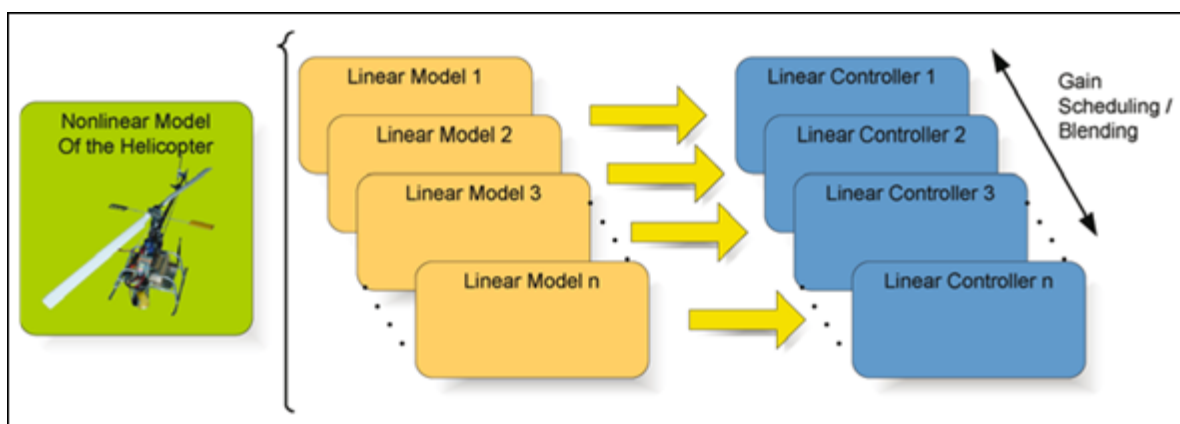 Nonlinear Model
Of the Helicopter
Linear Model 1
Linear Model 2
Linear Model 3
Linear Model n
Linear Controller 1
Linear Controller 2
Linear Controller 3
Linear Controller n
Gain
Scheduling /
Blending